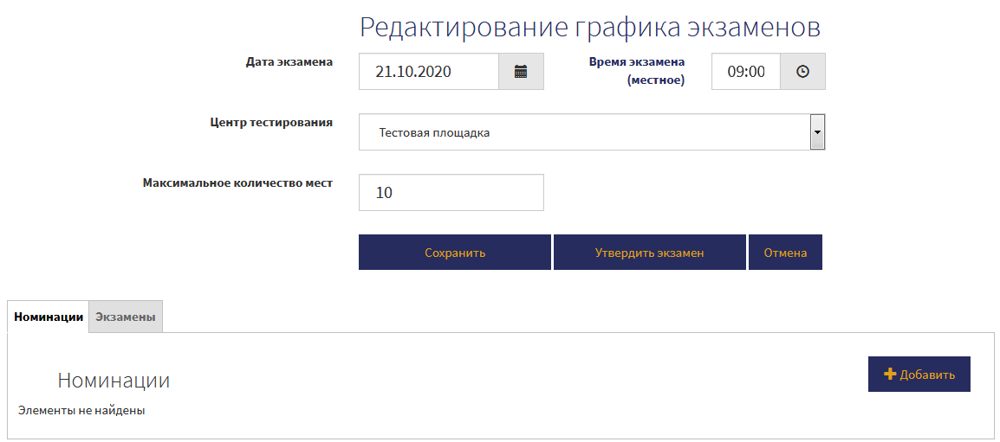 Редактирование графика экзаменов
Дата экзамена
21.10.2020
Время экзамена
(местное)
09:00
Центр тестирования
Тестовая площадка
Максимальное количество мест
10
Сохранить
Утвердить экзамен
Отмена
Номинации
Экзамены
Номинации
Добавить
Элементы не найдены